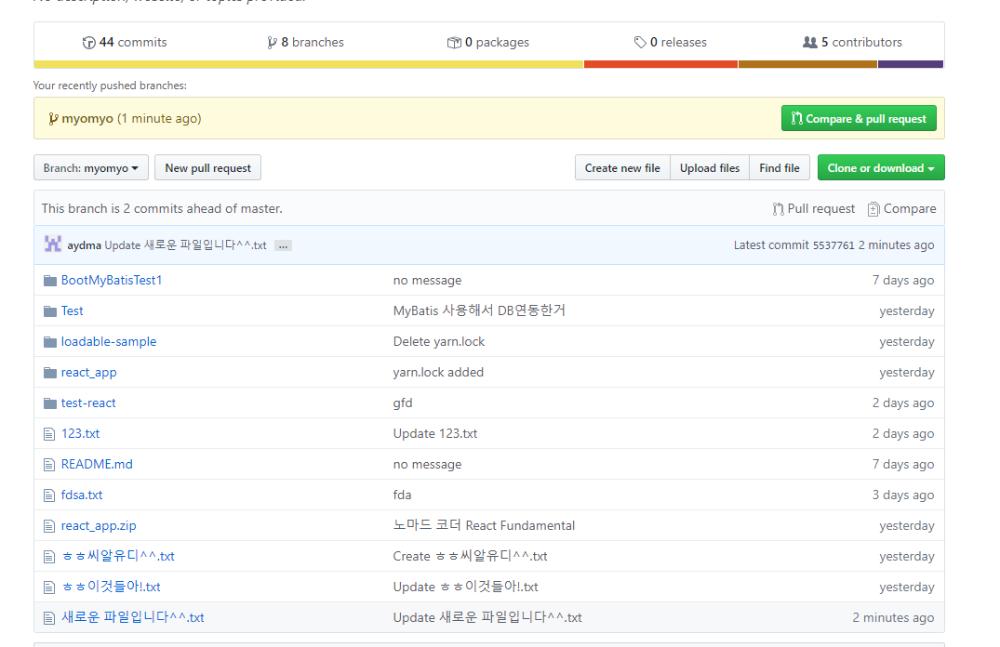 No description, website, or topics provided.
44 commits 8 branches 0 packages 0 releases 5 contributors
Your recently pushed branches:
myomyo (1 minute ago) Compare & pull request
Branch: myomyo New pull request Create new file Upload files Find file Clone or download
This branch is 2 commits ahead of master. Pull request Compare
aydma Update 새로운 파일입니다^^.txt … Latest commit 5537761 2 minutes ago
BootMyBatisTest1 no message 7 days ago
Test MyBatis 사용해서 DB연동한거 yesterday
loadable-sample Delete yarn.lock yesterday
react_app yarn.lock added yesterday
test-react gfd 2 days ago
123.txt Update 123.txt 2 days ago
README.md no message 7 days ago
fdsa.txt fda 3 days ago
react_app.zip 노마드 코더 React Fundamental yesterday
ㅎㅎ씨알유디^^.txt Create ㅎㅎ씨알유디^^.txt yesterday
ㅎㅎ이것들아!.txt Update ㅎㅎ이것들아!.txt yesterday
새로운 파일입니다^^.txt Update 새로운 파일입니다^^.txt 2 minutes ago